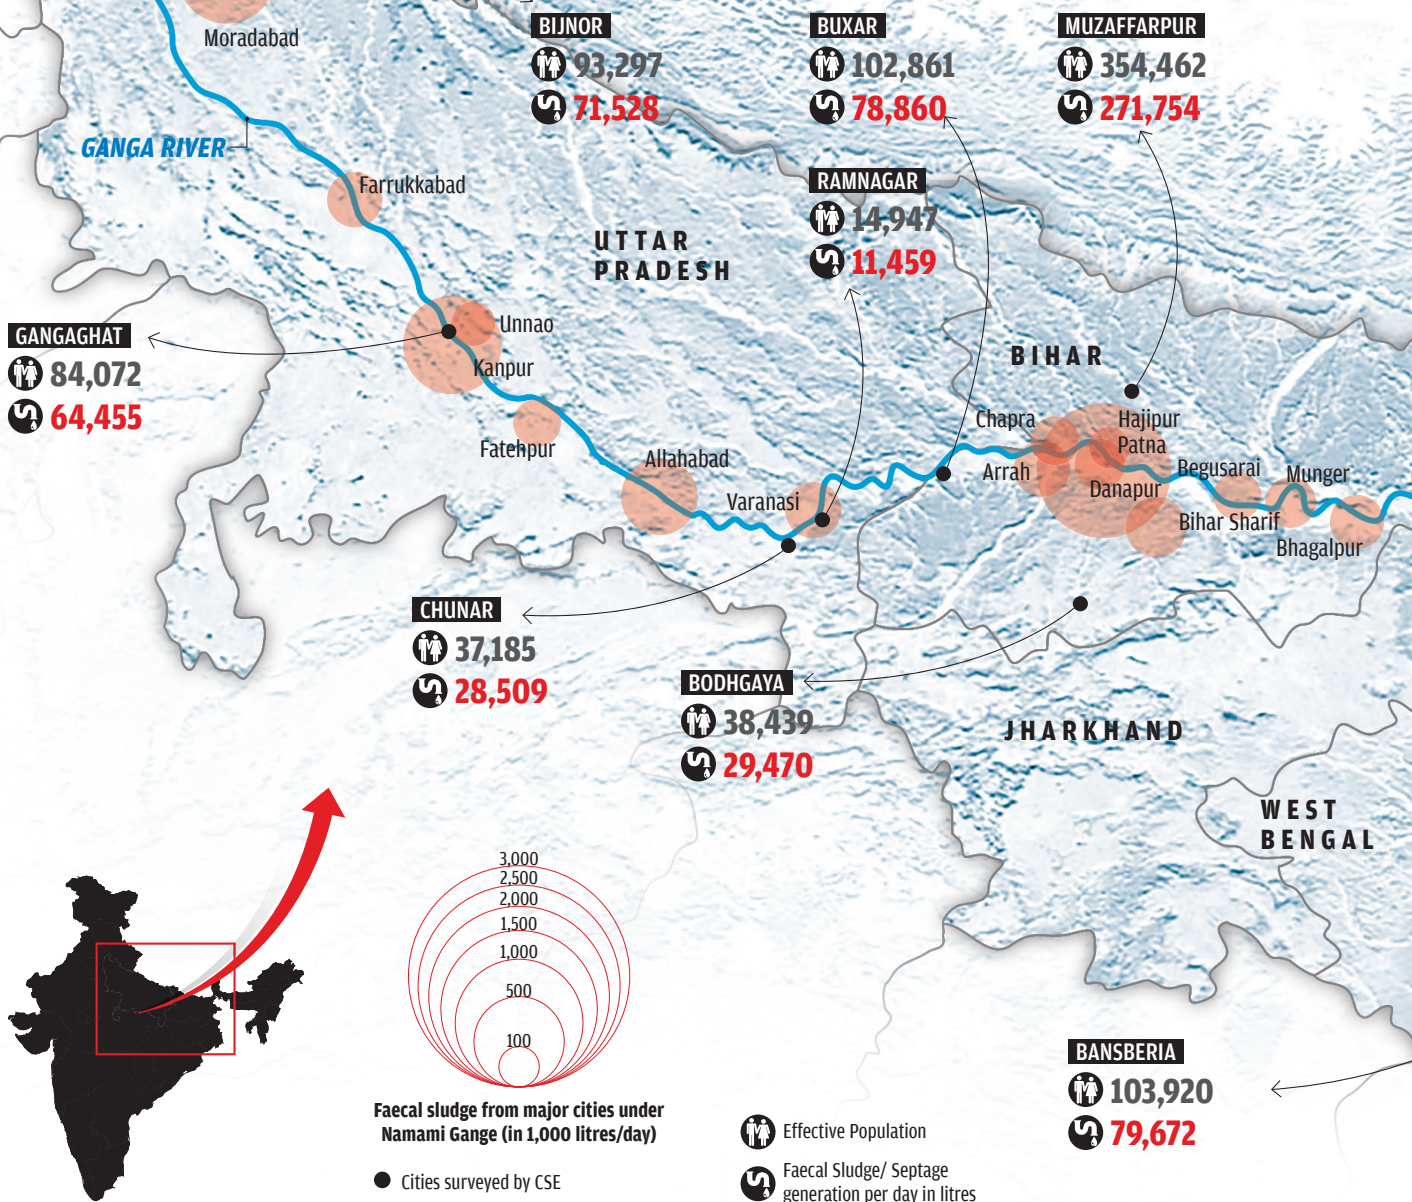 Moradabad
BIJNOR
93,297
71,528
BUXAR
102,861
78,860
MUZAFFARPUR
354,462
271,754
GANGA RIVER
Farrukkabad
RAMNAGAR
14,947
11,459
UTTAR
PRADESH
GANGAGHAT
84,072
64,455
Unnao
Kanpur
Fatehpur
Allahabad
Varanasi
BIHAR
Chapra
Hajipur
Patna
Arrah
Danapur
Begusarai
Munger
Bihar Sharif
Bhagalpur
CHUNAR
37,185
28,509
BODHGAYA
38,439
29,470
JHARKHAND
WEST
BENGAL
3,000
2,500
2,000
1,500
1,000
500
100
Faecal sludge from major cities under
Namami Gange (in 1,000 litres/day)
Cities surveyed by CSE
Effective Population
Faecal Sludge/ Septage
generation per day in litres
BANSBERIA
103,920
79,672